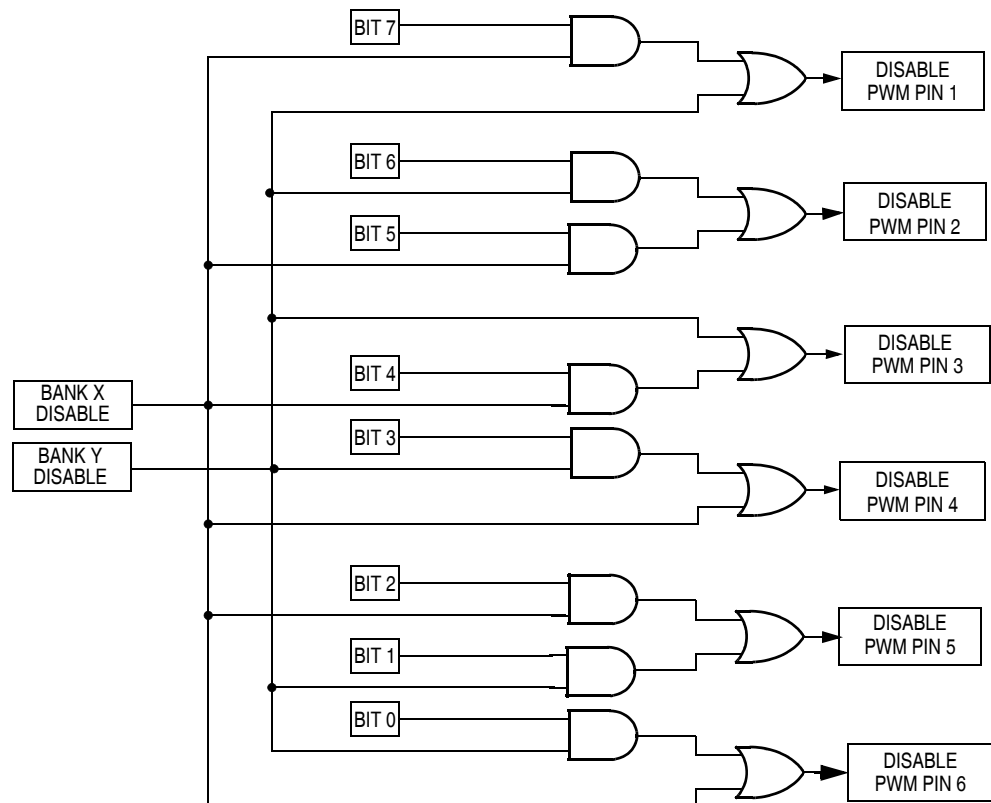 BIT 7
DISABLE
PWM PIN 1
BIT 6
DISABLE
PWM PIN 2
BIT 5
DISABLE
PWM PIN 3
BIT 4
BANK X
DISABLE
BIT 3
BANK Y
DISABLE
DISABLE
PWM PIN 4
BIT 2
DISABLE
PWM PIN 5
BIT 1
BIT 0
DISABLE
PWM PIN 6